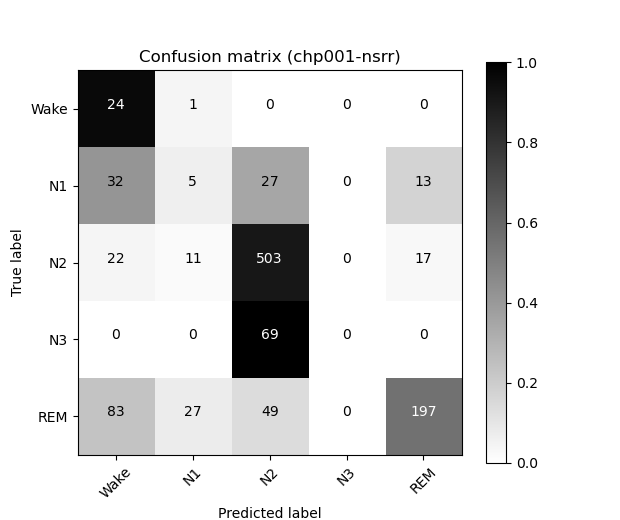 Confusion matrix (chp001-nsrr)
1.0
Wake 24 1 0 0 0
0.8
N1 32 5 27 0 13
0.6
True label
N2 22 11 503 0 17
0.4
N3 0 0 69 0 0
0.2
REM 83 27 49 0 197
0.0
Wake N1 N2 N3 REM
Predicted label